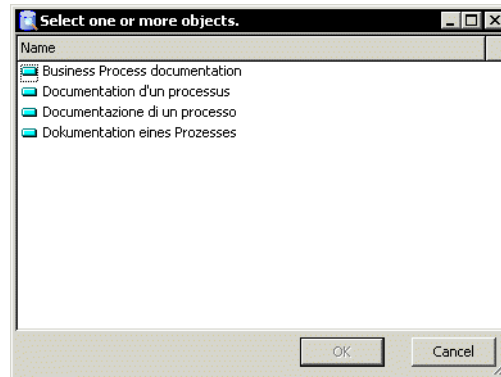 Select one or more objects.
Name
Business Process documentation
Documentation d'un processus
Documentazione di un processo
Dokumentation eines Prozesses
OK
Cancel